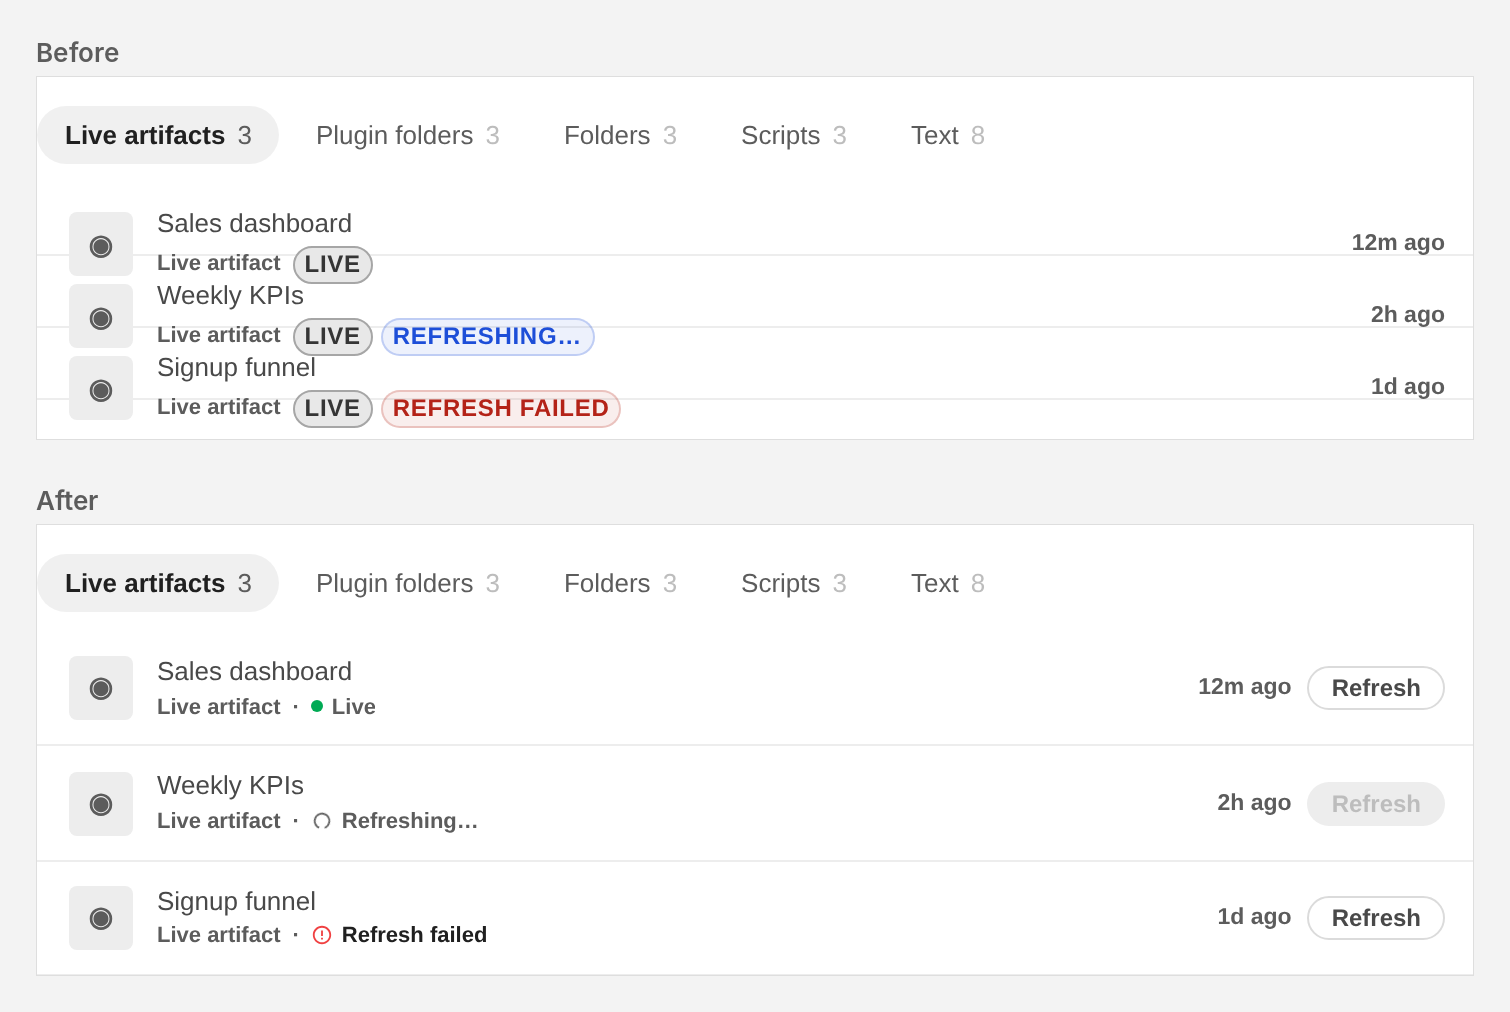 Before
Live artifacts 3 Plugin folders 3 Folders 3 Scripts 3 Text 8
Sales dashboard
12m ago
Live artifact LIVE
Weekly KPIs
2h ago
Live artifact LIVE REFRESHING…
Signup funnel
1d ago
Live artifact LIVE REFRESH FAILED
After
Live artifacts 3 Plugin folders 3 Folders 3 Scripts 3 Text 8
Sales dashboard
12m ago Refresh
Live artifact · Live
Weekly KPIs
2h ago Refresh
Live artifact · Refreshing…
Signup funnel
1d ago Refresh
Live artifact · Refresh failed